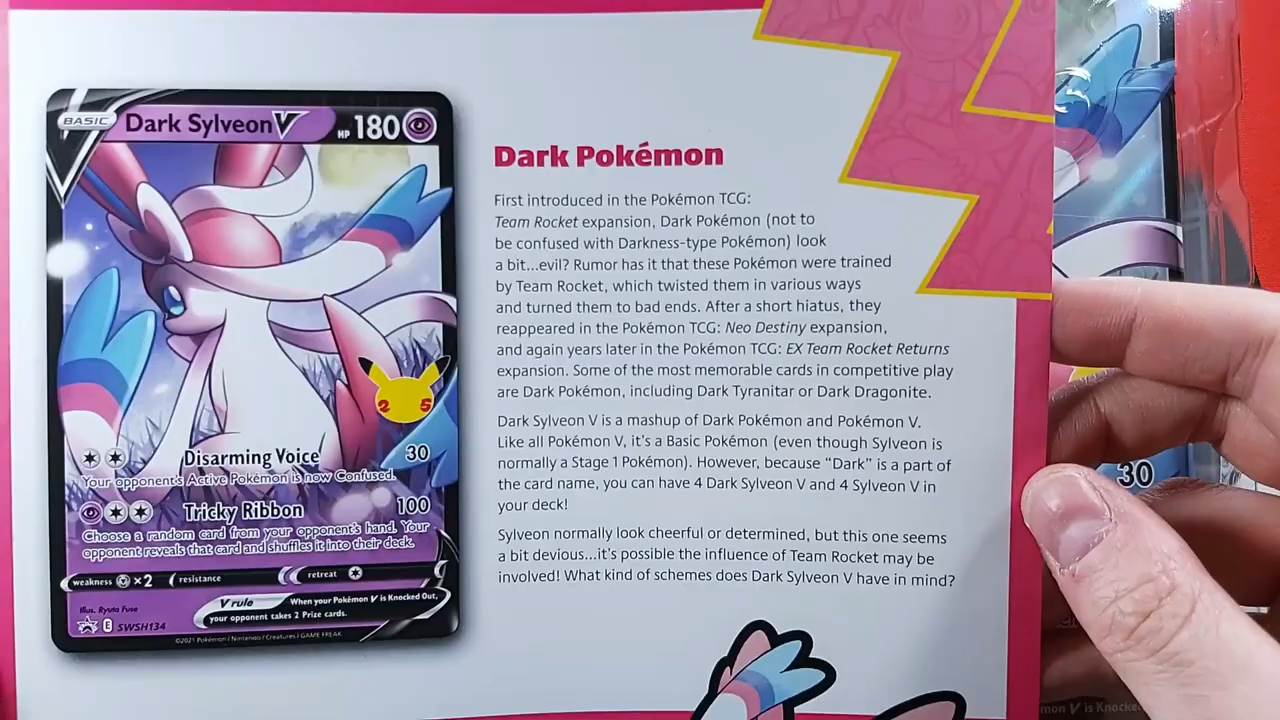 BASIC
Dark Sylveon V
HP 180
25
Disarming Voice 30
Your opponent's Active Pokémon is now Confused.
Tricky Ribbon 100
Choose a random card from your opponent's hand. Your
opponent reveals that card and shuffles it into their deck.
weakness ×2 resistance retreat
V rule When your Pokémon V is Knocked Out,
your opponent takes 2 Prize cards.
Illus. Ryuta Fuse
E SWSH134
©2021 Pokémon / Nintendo / Creatures / GAME FREAK
Dark Pokémon
First introduced in the Pokémon TCG:
Team Rocket expansion, Dark Pokémon (not to
be confused with Darkness-type Pokémon) look
a bit...evil? Rumor has it that these Pokémon were trained
by Team Rocket, which twisted them in various ways
and turned them to bad ends. After a short hiatus, they
reappeared in the Pokémon TCG: Neo Destiny expansion,
and again years later in the Pokémon TCG: EX Team Rocket Returns
expansion. Some of the most memorable cards in competitive play
are Dark Pokémon, including Dark Tyranitar or Dark Dragonite.
Dark Sylveon V is a mashup of Dark Pokémon and Pokémon V.
Like all Pokémon V, it's a Basic Pokémon (even though Sylveon is
normally a Stage 1 Pokémon). However, because “Dark” is a part of
the card name, you can have 4 Dark Sylveon V and 4 Sylveon V in
your deck!
Sylveon normally look cheerful or determined, but this one seems
a bit devious...it's possible the influence of Team Rocket may be
involved! What kind of schemes does Dark Sylveon V have in mind?
30
V is